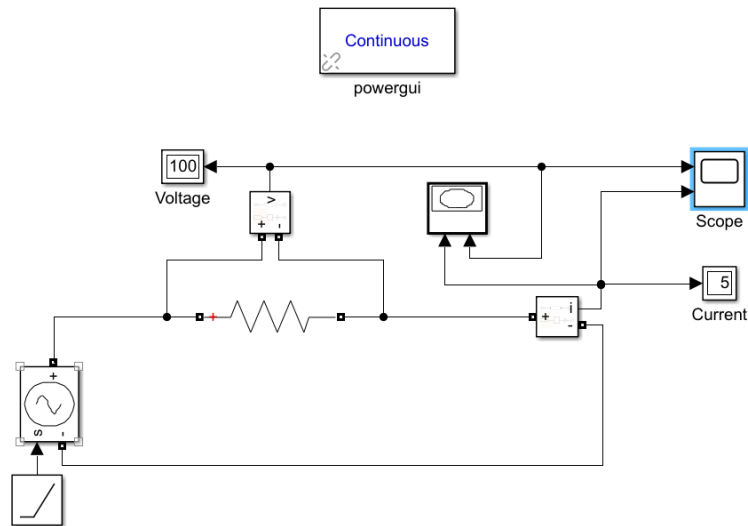 Continuous
powergui
100
Voltage
v
+ -
Scope
5
Current
+
i
+
-
+
s -